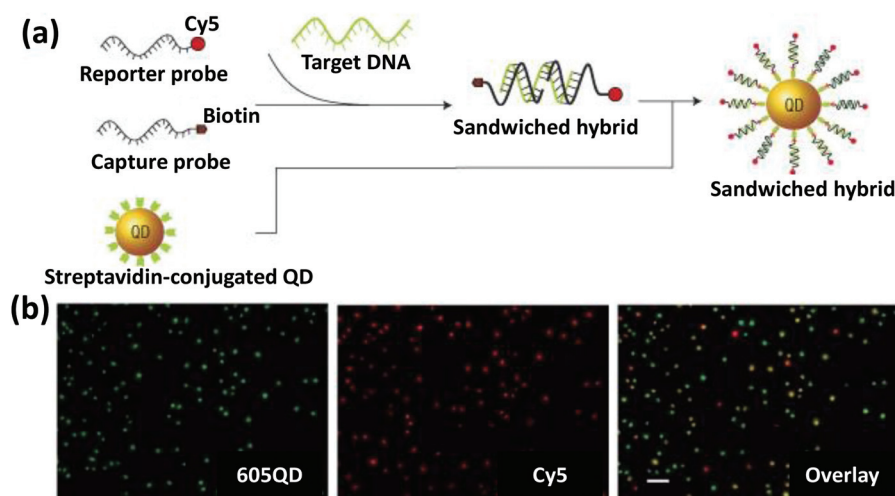 (a)
Cy5
Reporter probe
Target DNA
Biotin
Capture probe
Sandwiched hybrid
QD
Sandwiched hybrid
QD
Streptavidin-conjugated QD
(b)
605QD
Cy5
Overlay